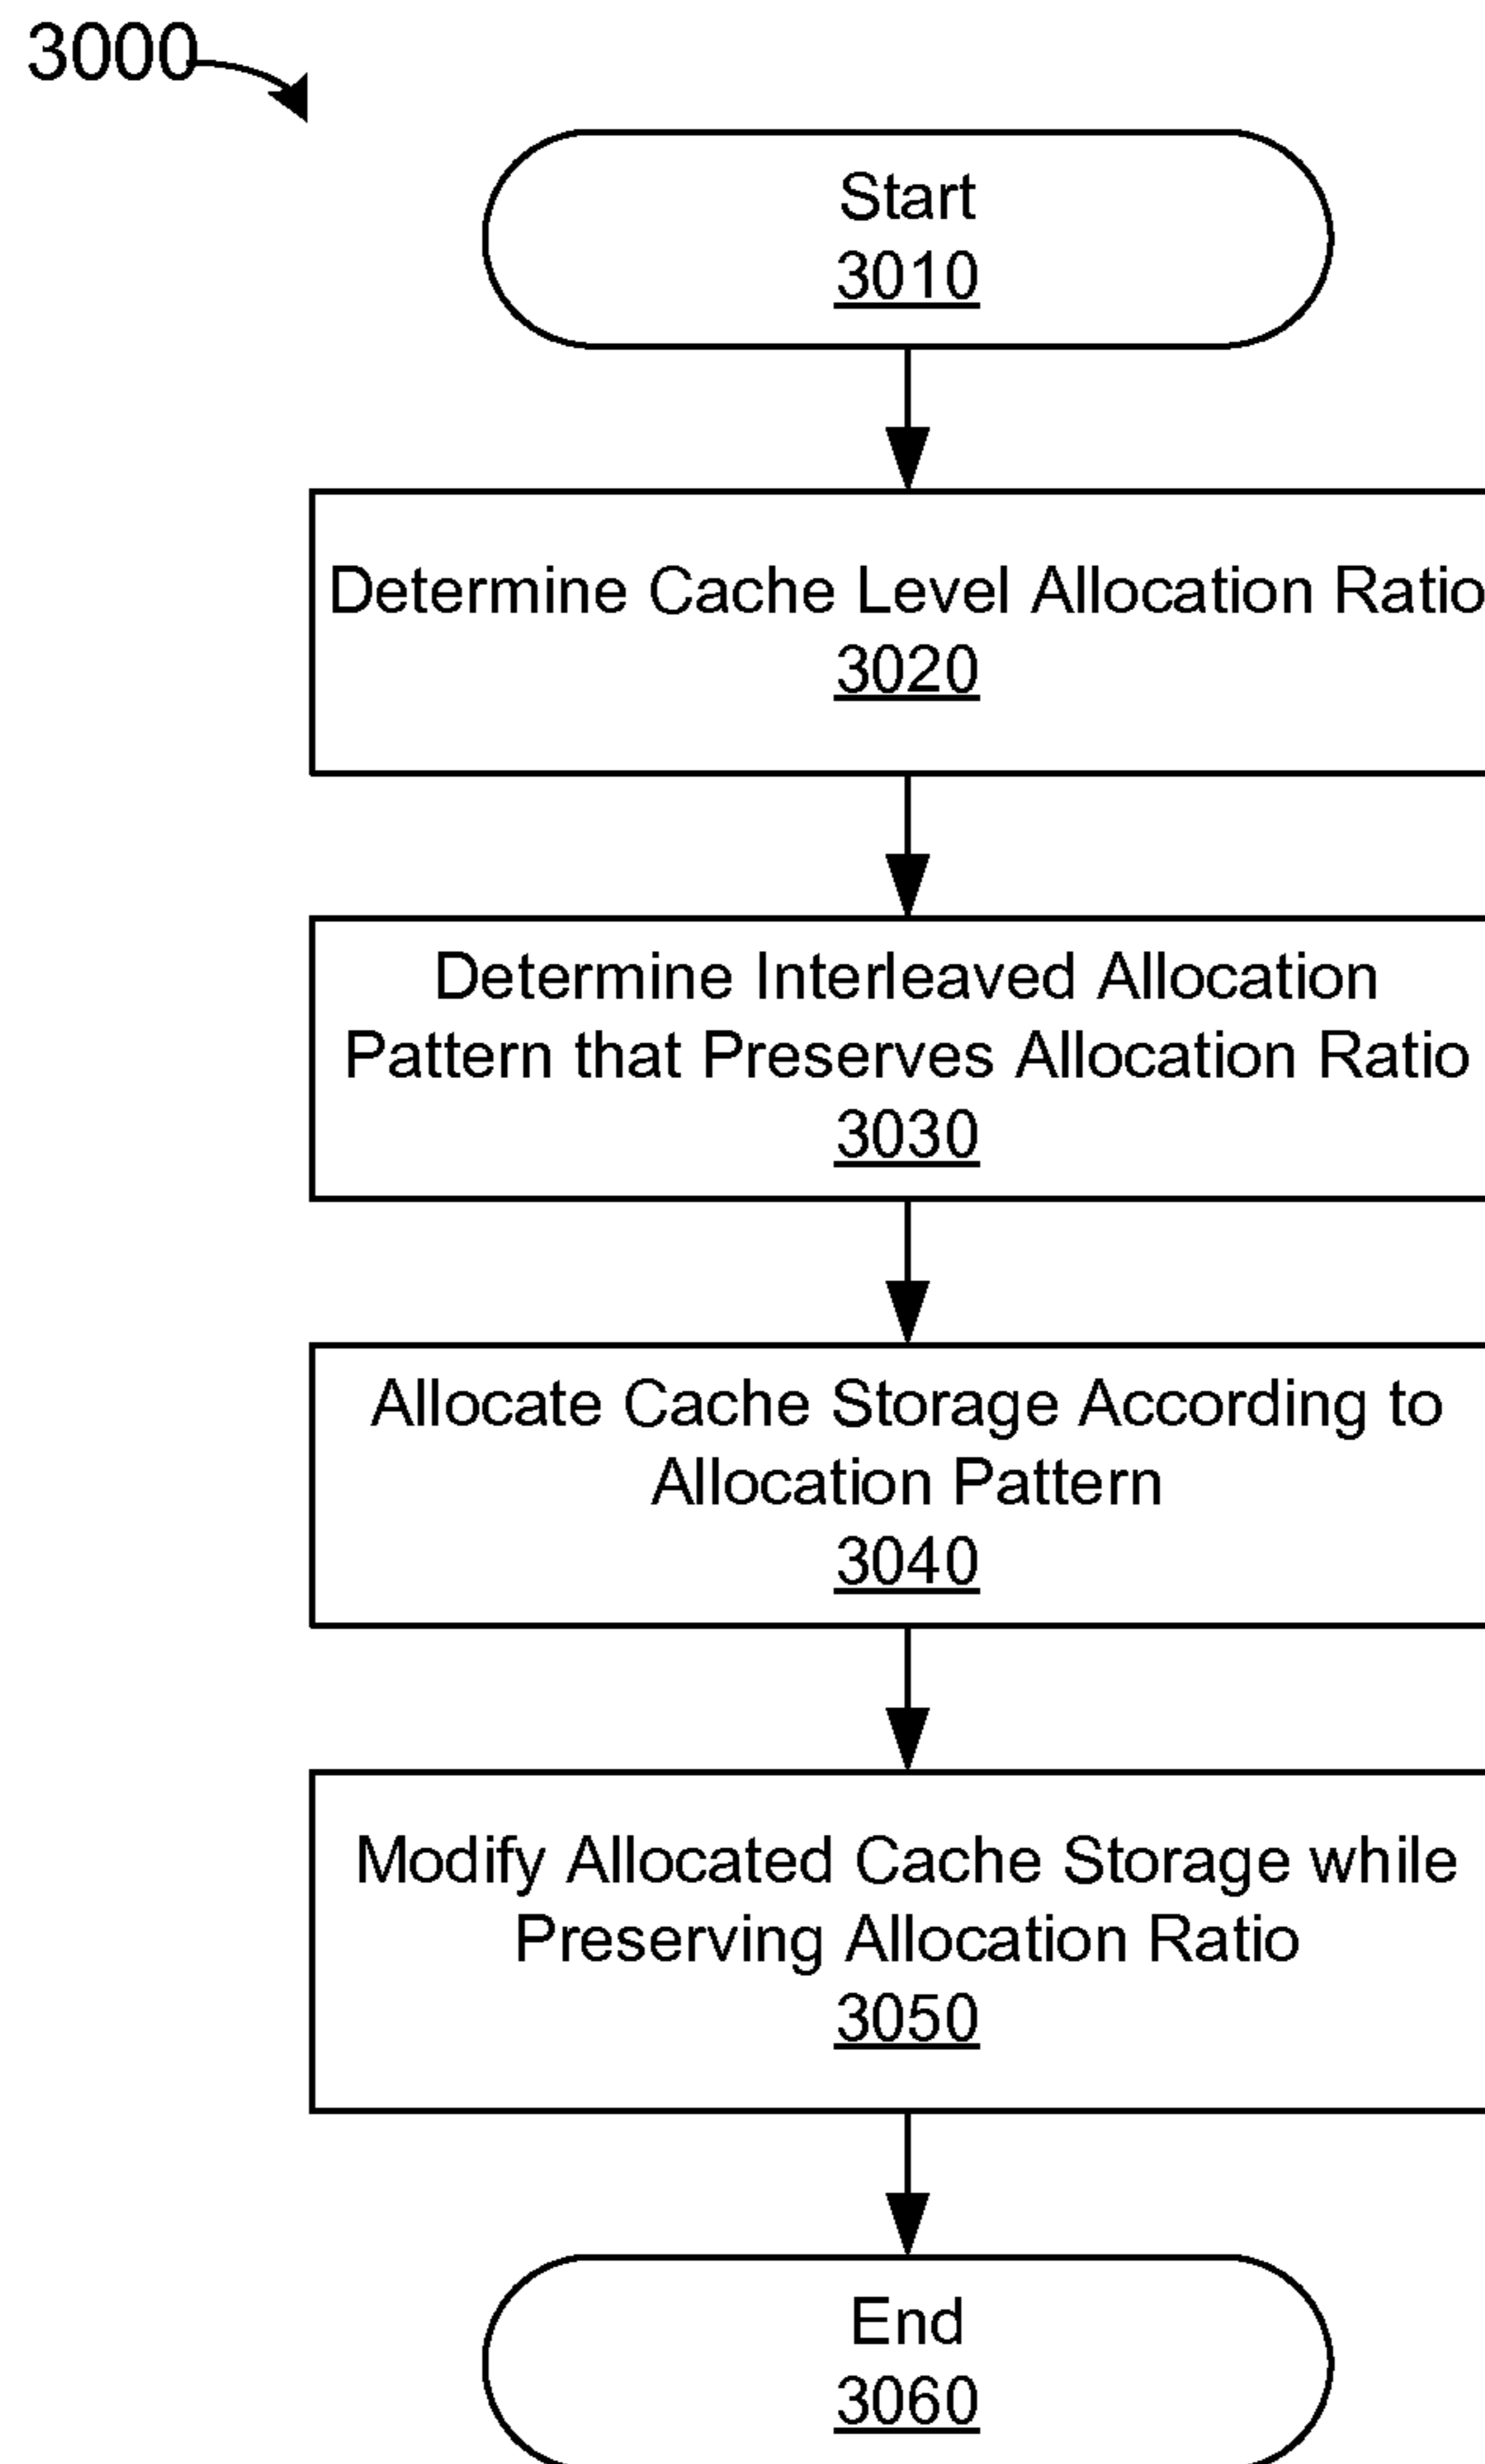 3000
Start
3010
Determine Cache Level Allocation Ratio
3020
Determine Interleaved Allocation
Pattern that Preserves Allocation Ratio
3030
Allocate Cache Storage According to
Allocation Pattern
3040
Modify Allocated Cache Storage while
Preserving Allocation Ratio
3050
End
3060